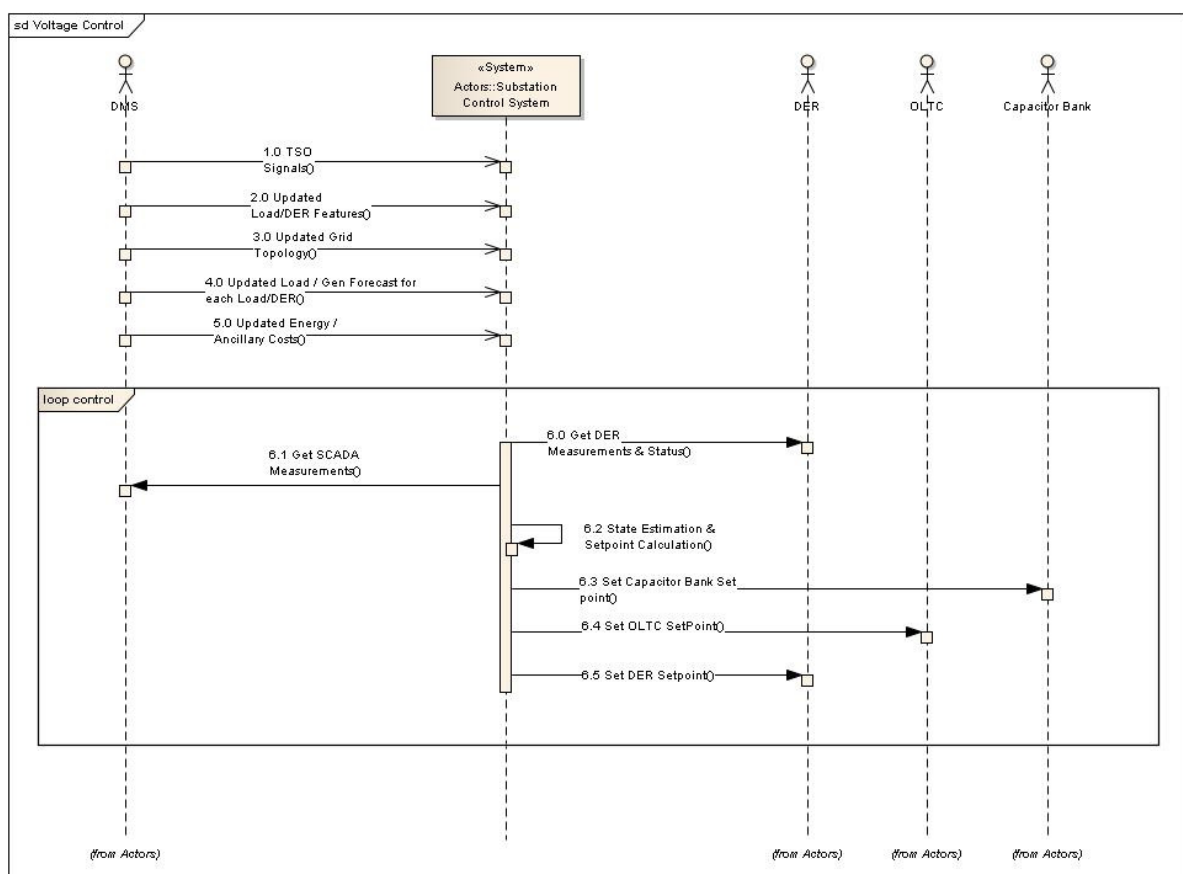 sd Voltage Control
«System»
Actors::Substation
Control System
DMS
DER
OLTC
Capacitor Bank
1.0 TSO
Signals()
2.0 Updated
Load/DER Features()
3.0 Updated Grid
Topology()
4.0 Updated Load / Gen Forecast for
each Load/DER()
5.0 Updated Energy /
Ancillary Costs()
loop control
6.0 Get DER
Measurements & Status()
6.1 Get SCADA
Measurements()
6.2 State Estimation &
Setpoint Calculation()
6.3 Set Capacitor Bank Set
point()
6.4 Set OLTC SetPoint()
6.5 Set DER Setpoint()
(from Actors)
(from Actors)
(from Actors)
(from Actors)